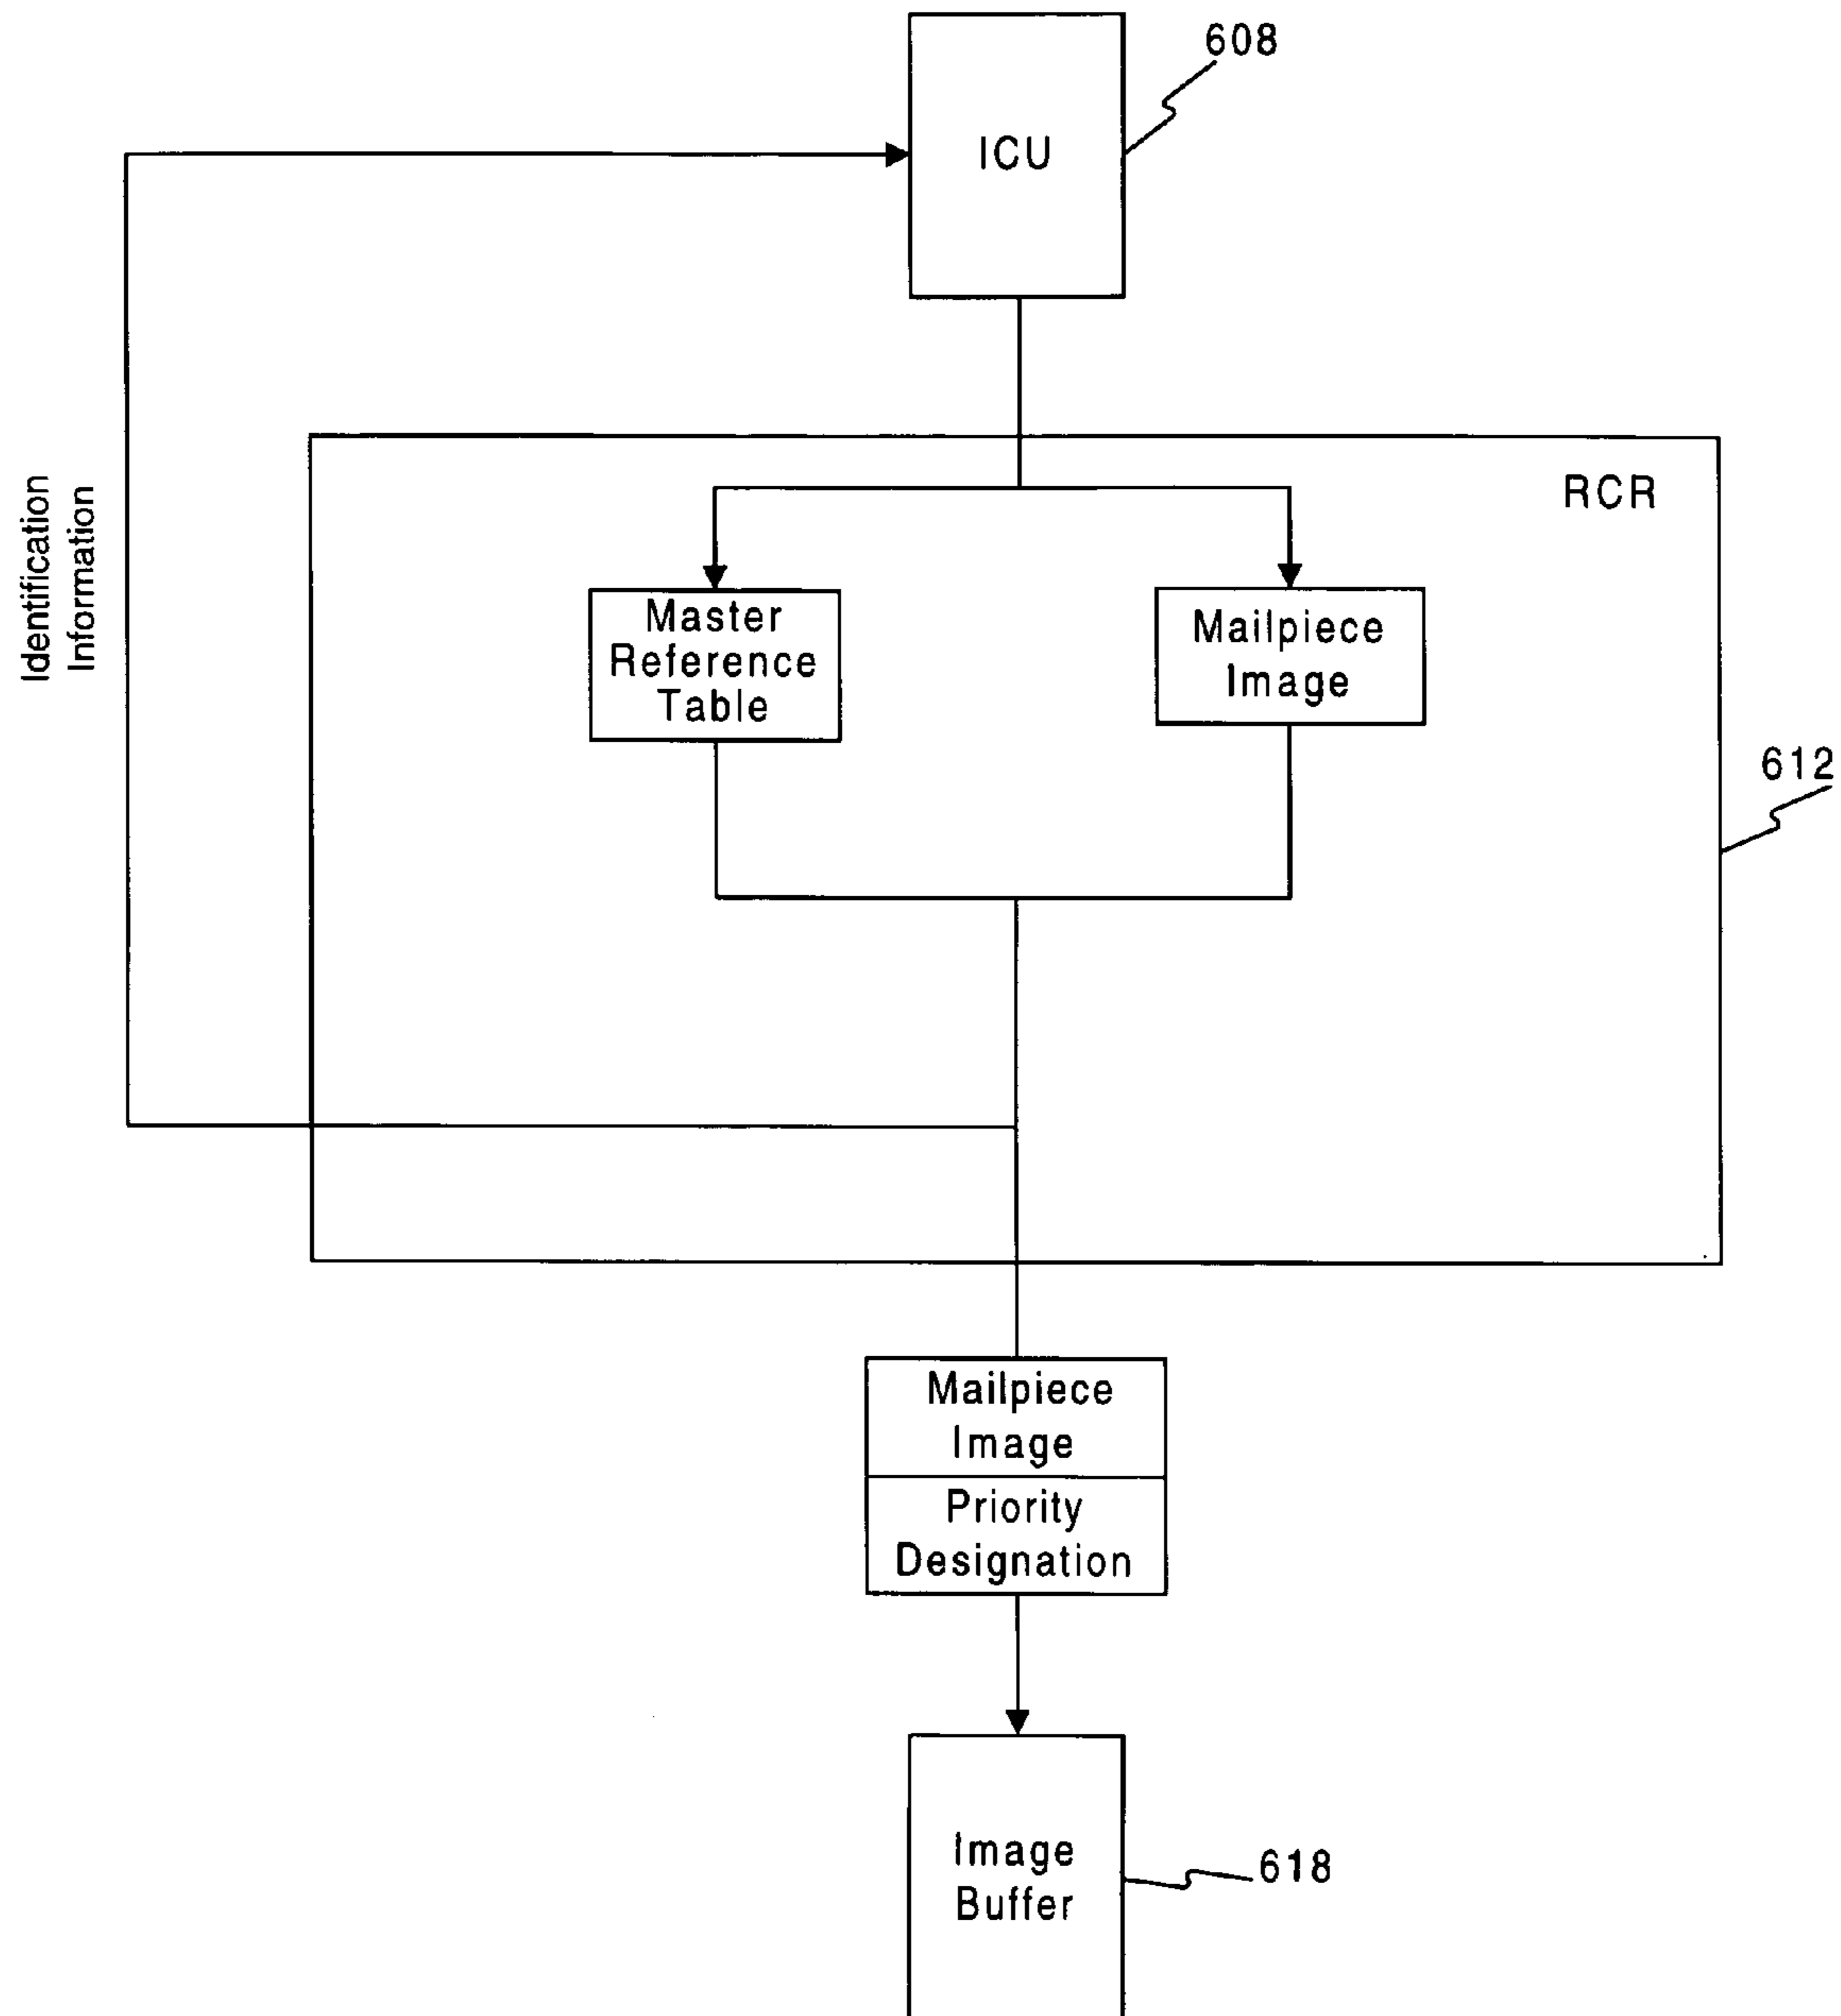 608
ICU
Identification
Information
RCR
Master
Reference
Table
Mailpiece
Image
612
Mailpiece
Image
Priority
Designation
Image
Buffer
618